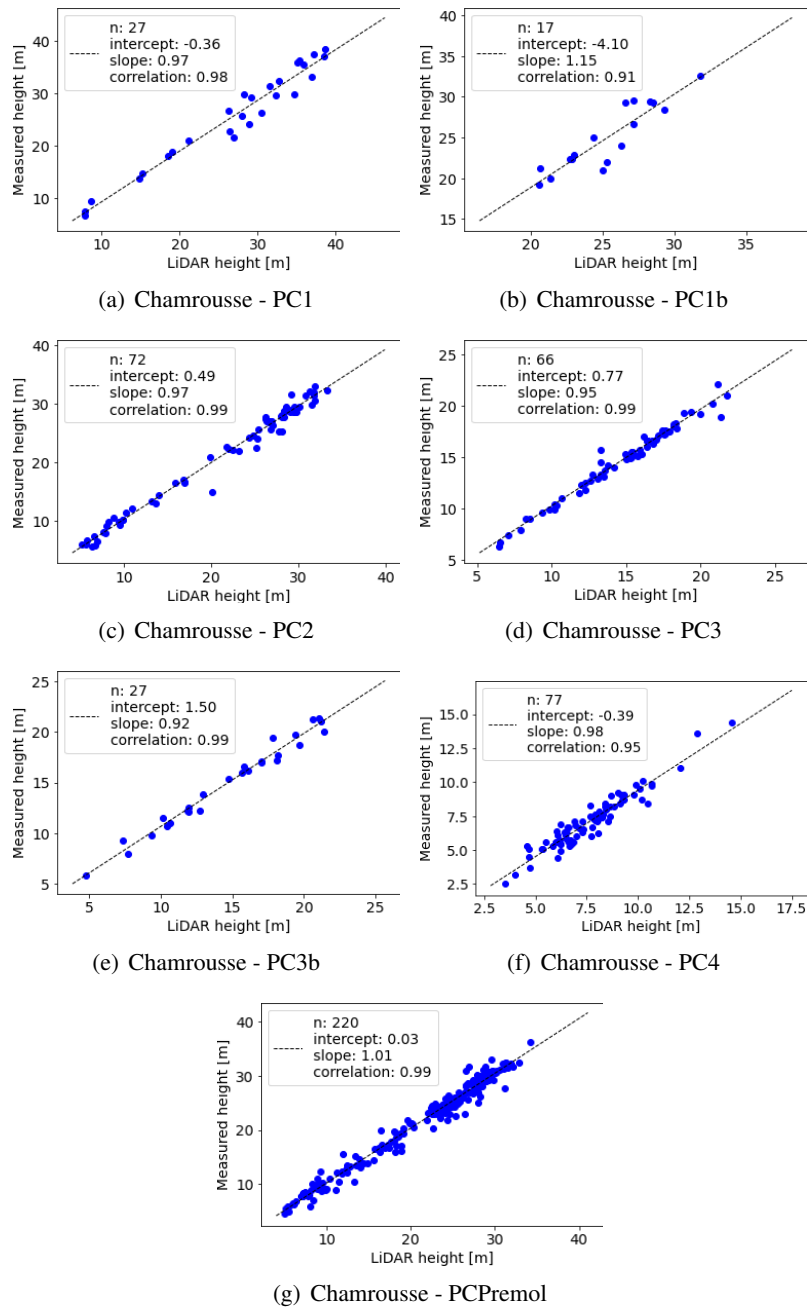 n: 27
intercept: -0.36
slope: 0.97
correlation: 0.98
Measured height [m]
40
30
20
10
10 20 30 40
LiDAR height [m]
(a) Chamrousse - PC1
n: 17
intercept: -4.10
slope: 1.15
correlation: 0.91
Measured height [m]
35
30
25
20
15
20 25 30 35
LiDAR height [m]
(b) Chamrousse - PC1b
n: 72
intercept: 0.49
slope: 0.97
correlation: 0.99
Measured height [m]
40
30
20
10
10 20 30 40
LiDAR height [m]
(c) Chamrousse - PC2
n: 66
intercept: 0.77
slope: 0.95
correlation: 0.99
Measured height [m]
25
20
15
10
5
5 10 15 20 25
LiDAR height [m]
(d) Chamrousse - PC3
n: 27
intercept: 1.50
slope: 0.92
correlation: 0.99
Measured height [m]
25
20
15
10
5
5 10 15 20 25
LiDAR height [m]
(e) Chamrousse - PC3b
n: 77
intercept: -0.39
slope: 0.98
correlation: 0.95
Measured height [m]
15.0
12.5
10.0
7.5
5.0
2.5
2.5 5.0 7.5 10.0 12.5 15.0 17.5
LiDAR height [m]
(f) Chamrousse - PC4
n: 220
intercept: 0.03
slope: 1.01
correlation: 0.99
Measured height [m]
40
30
20
10
10 20 30 40
LiDAR height [m]
(g) Chamrousse - PCPremol